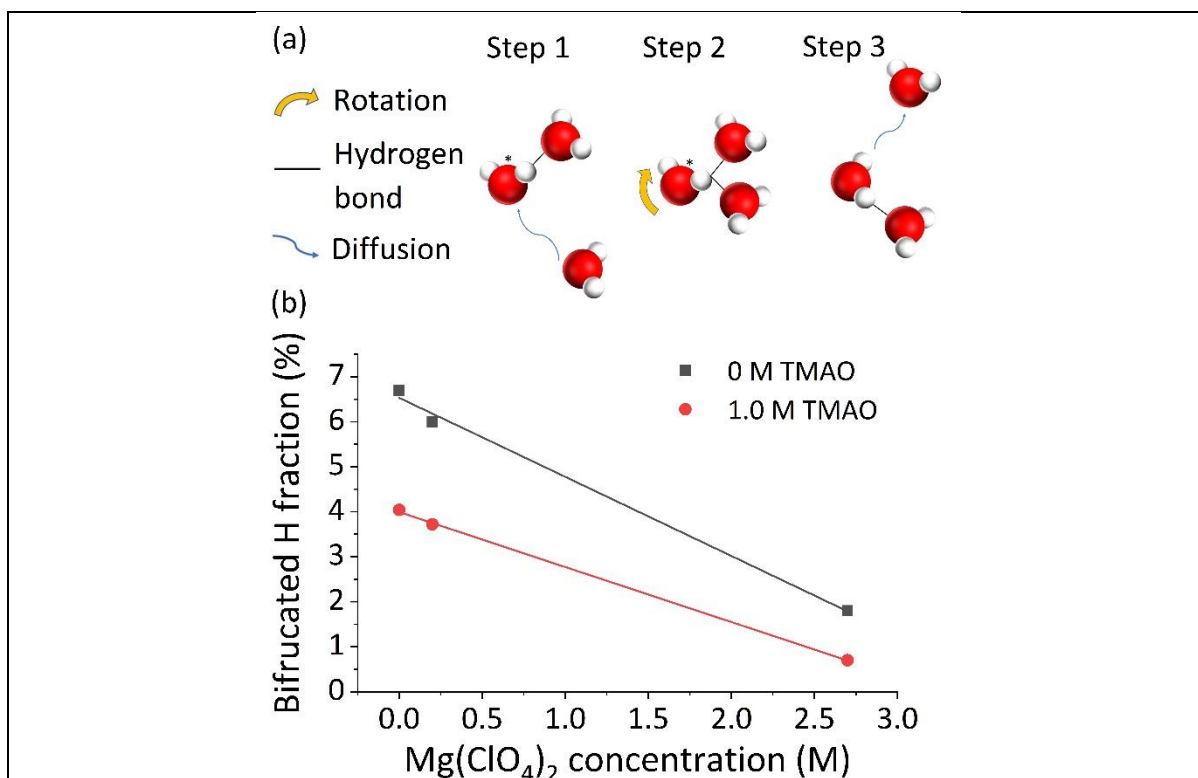 (a)
Step 1 Step 2 Step 3
Rotation
Hydrogen
bond
Diffusion
*
*
(b)
Bifrucated H fraction (%)
7
6
5
4
3
2
1
0
0 M TMAO
1.0 M TMAO
0.0 0.5 1.0 1.5 2.0 2.5 3.0
Mg(ClO₄)₂ concentration (M)